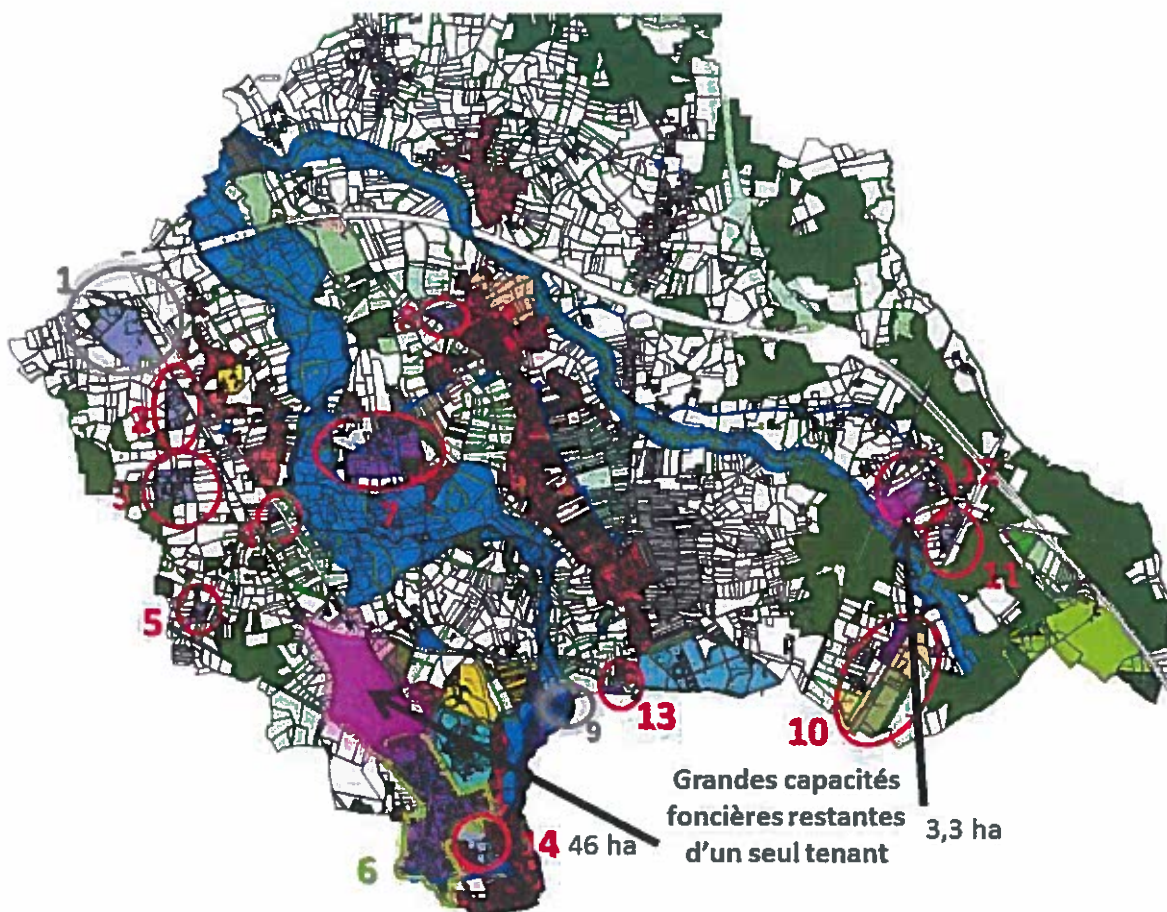 1
2
3
5
7
12
11
9
13
10
4
6
46 ha
Grandes capacités
foncières restantes
d'un seul tenant
3,3 ha